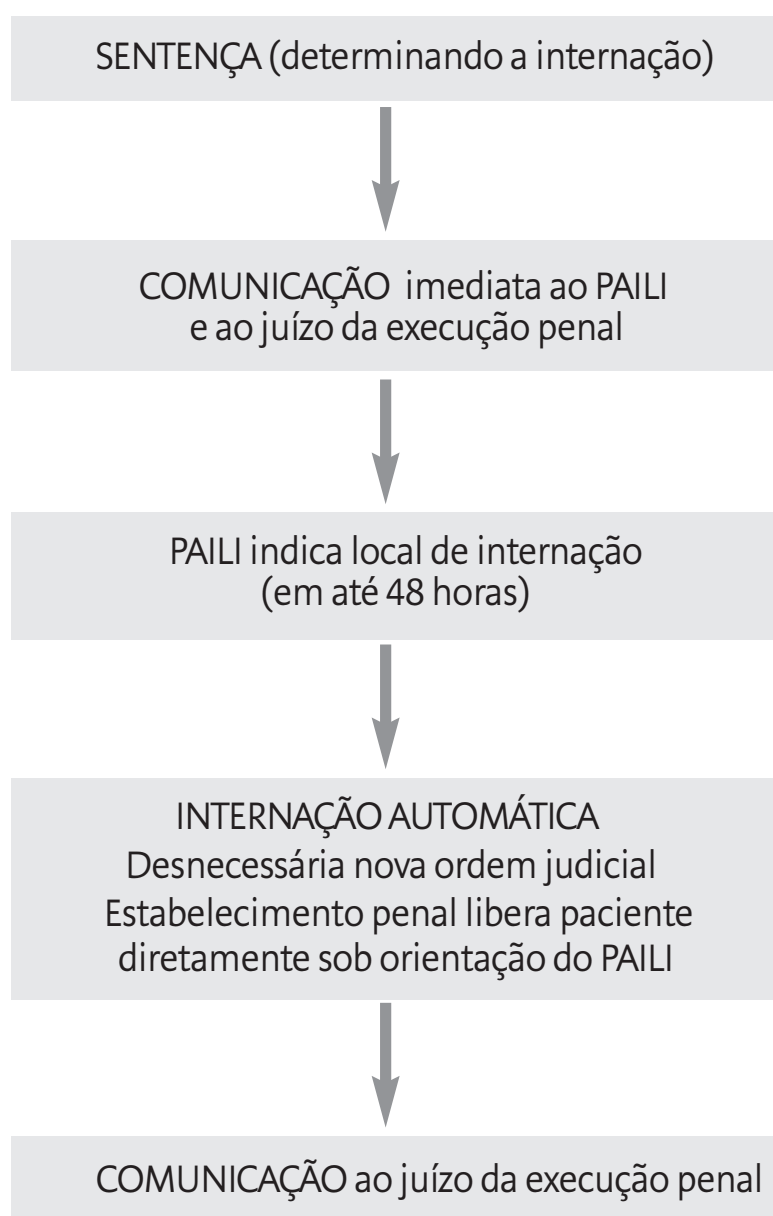 SENTENÇA (determinando a internação)
COMUNICAÇÃO imediata ao PAILI
e ao juízo da execução penal
PAILI indica local de internação
(em até 48 horas)
INTERNAÇÃO AUTOMÁTICA
Desnecessária nova ordem judicial
Estabelecimento penal libera paciente
diretamente sob orientação do PAILI
COMUNICAÇÃO ao juízo da execução penal